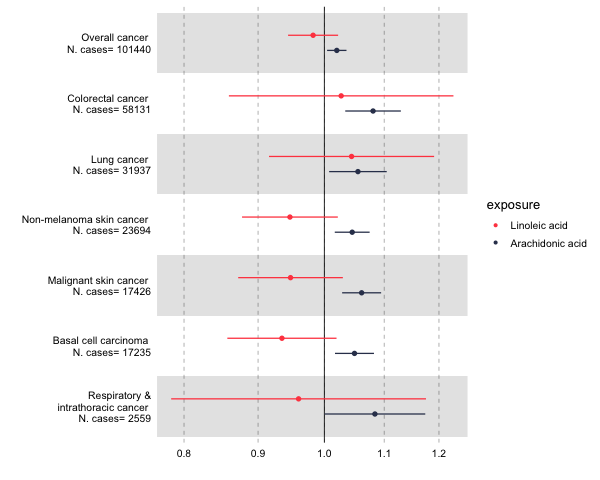 Overall cancer
N. cases= 101440
Colorectal cancer
N. cases= 58131
Lung cancer
N. cases= 31937
Non-melanoma skin cancer
N. cases= 23694
Malignant skin cancer
N. cases= 17426
Basal cell carcinoma
N. cases= 17235
Respiratory &
intrathoracic cancer
N. cases= 2559
0.8 0.9 1.0 1.1 1.2
exposure
Linoleic acid
Arachidonic acid